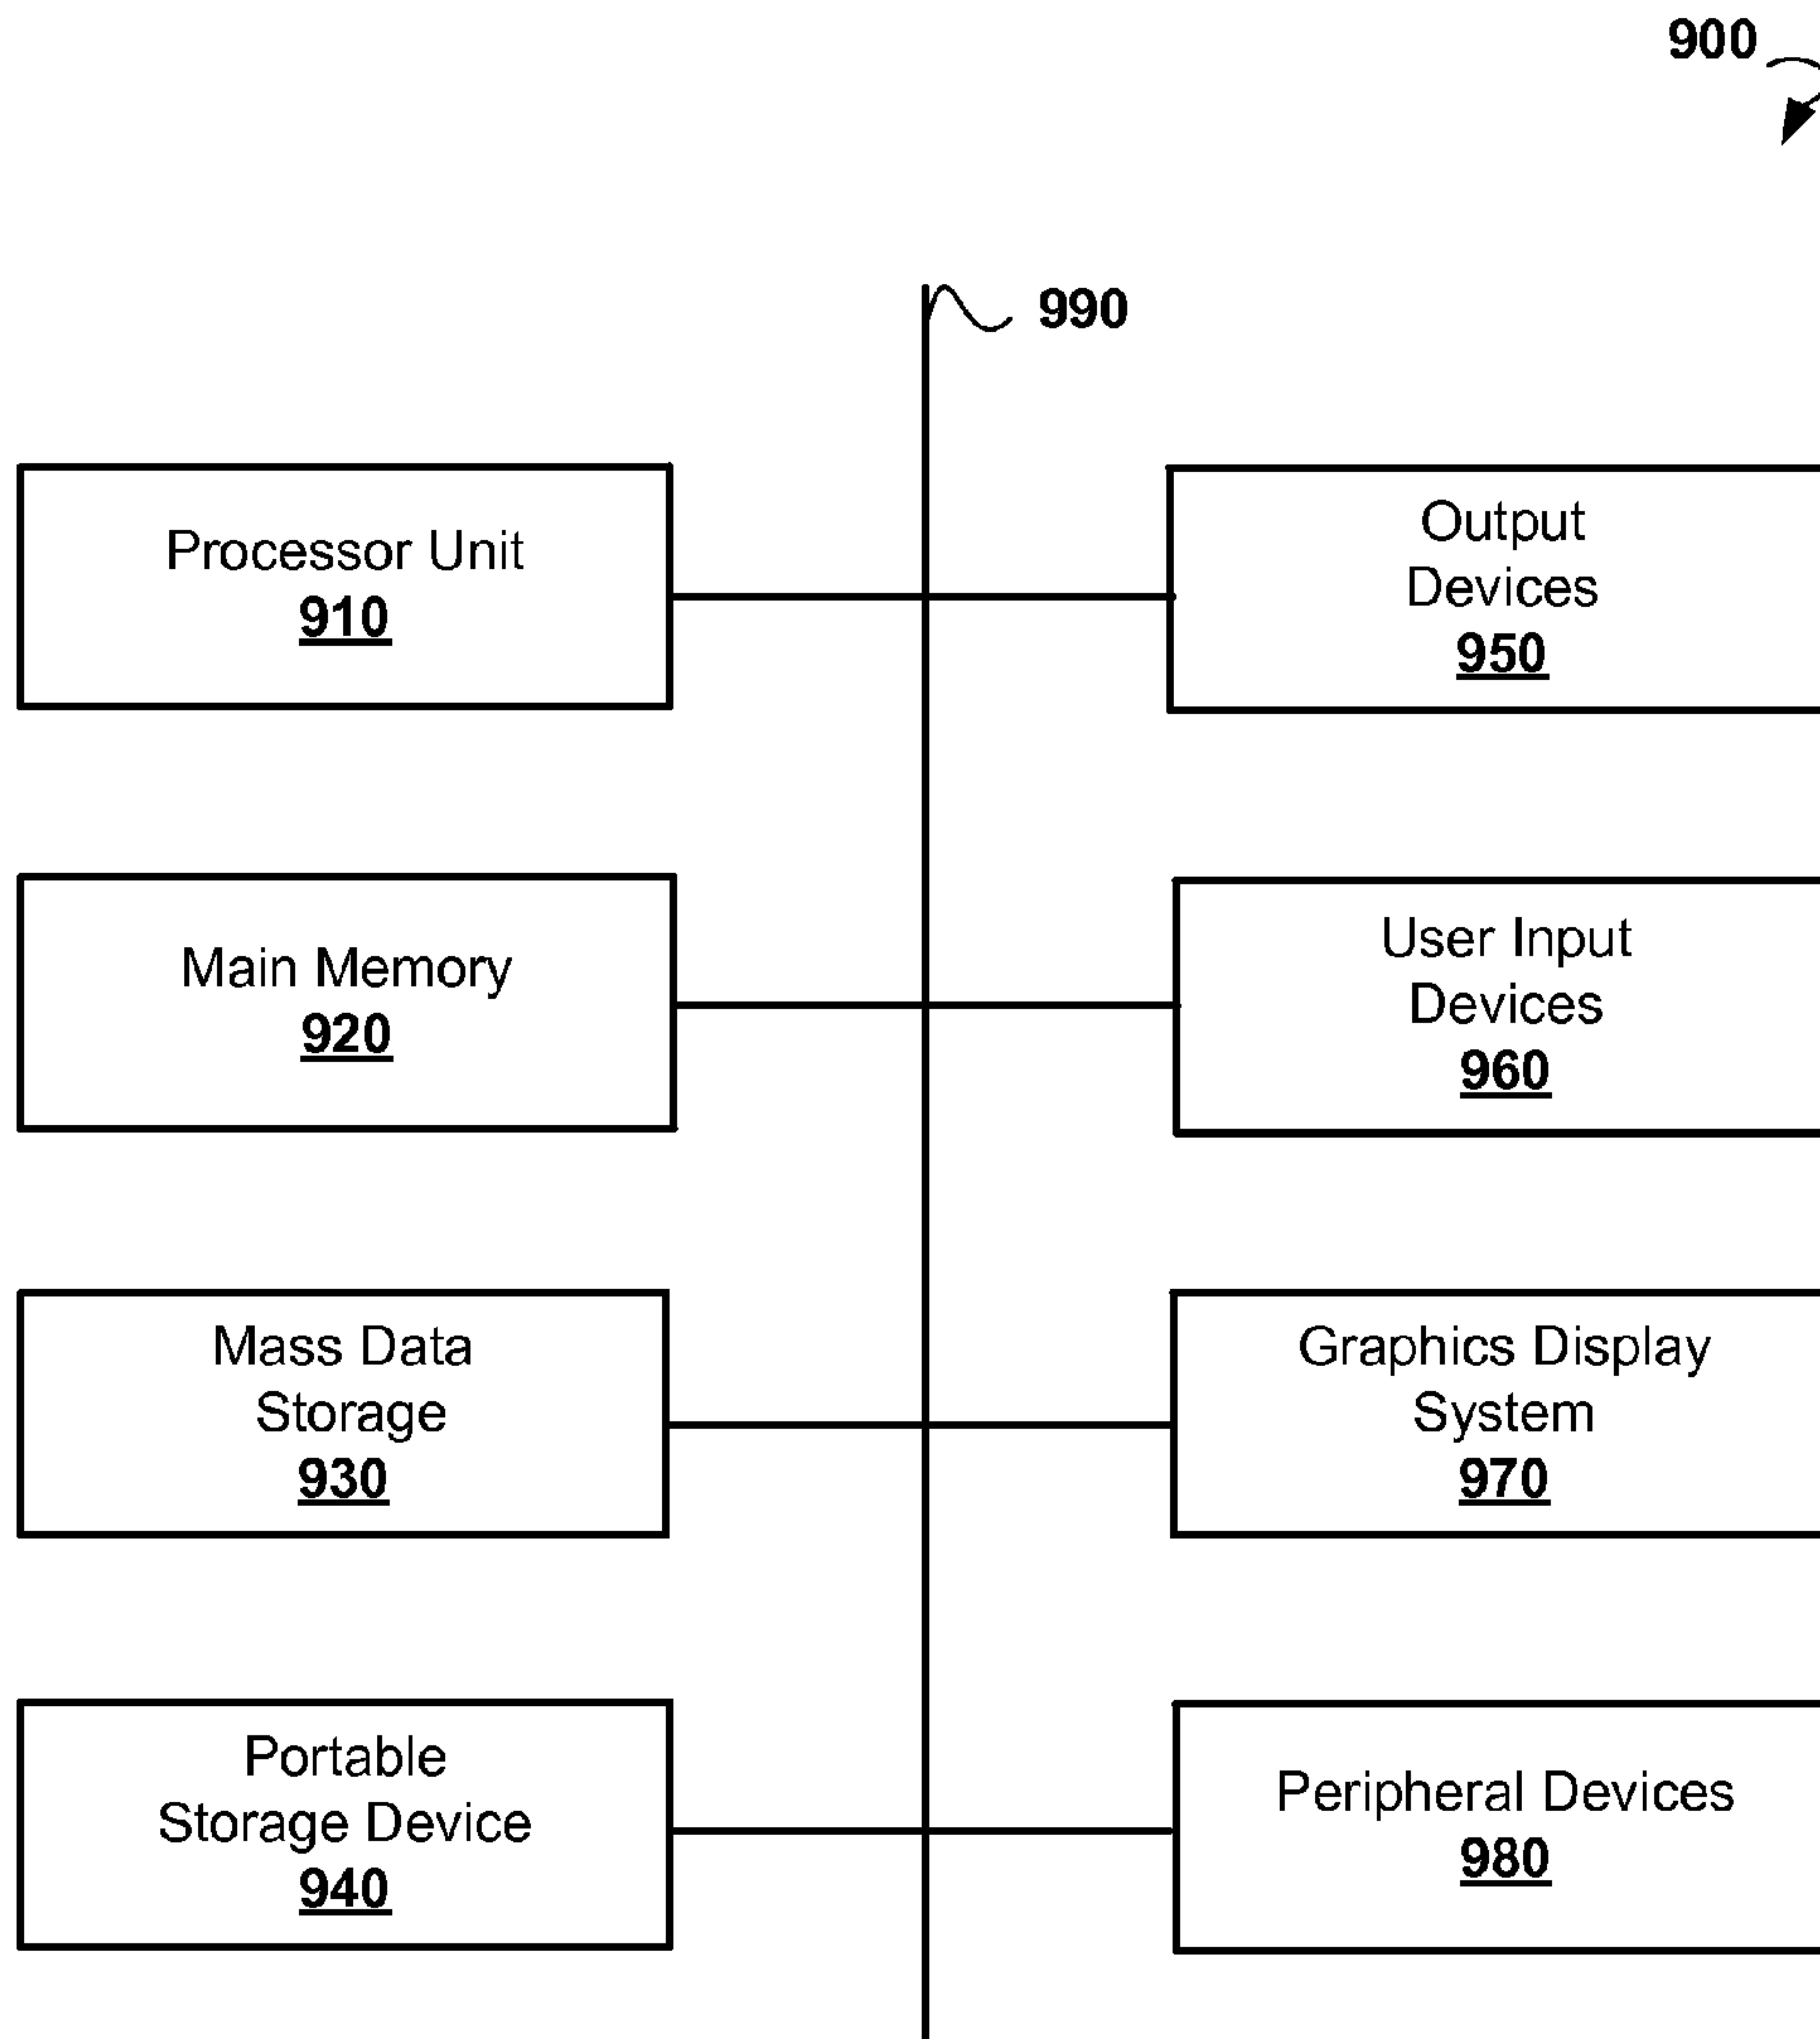 900
990
Processor Unit
910
Output
Devices
950
Main Memory
920
User Input
Devices
960
Mass Data
Storage
930
Graphics Display
System
970
Portable
Storage Device
940
Peripheral Devices
980